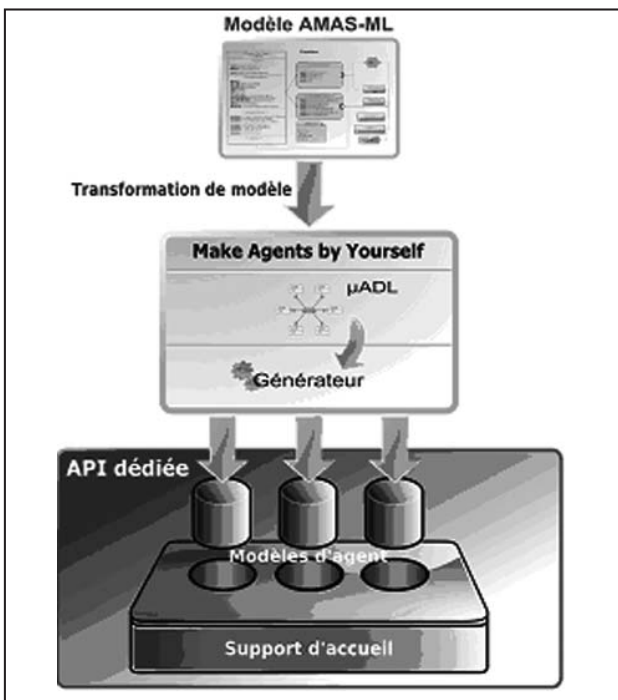 Modèle AMAS-ML
Transformation de modèle
Make Agents by Yourself
µADL
Générateur
API dédiée
Modèles d'agent
Support d'accueil